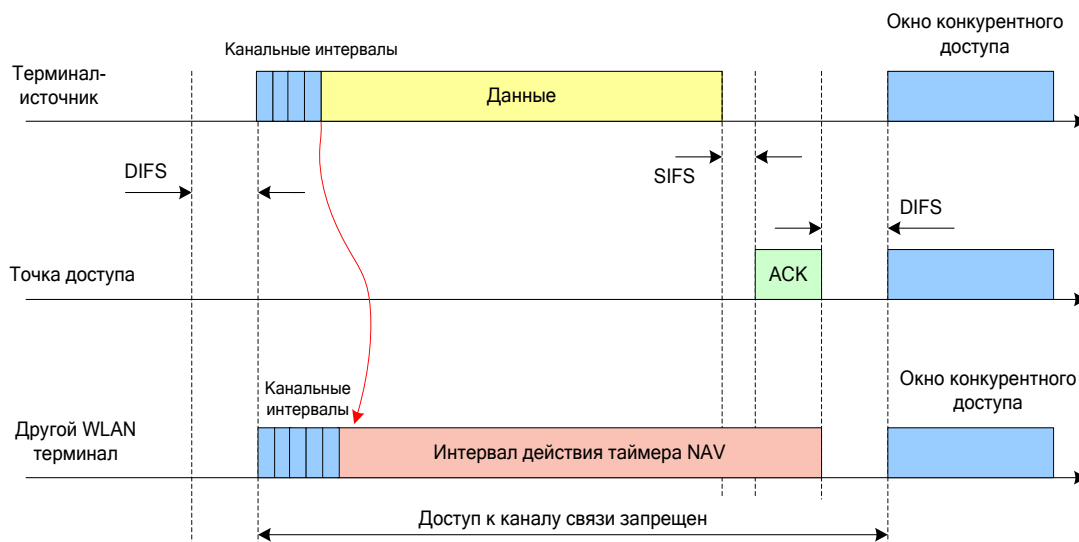 Окно конкурентного
доступа
Канальные интервалы
Терминал-
источник
Данные
DIFS
SIFS
DIFS
Точка доступа
ACK
Канальные
интервалы
Окно конкурентного
доступа
Другой WLAN
терминал
Интервал действия таймера NAV
Доступ к каналу связи запрещен